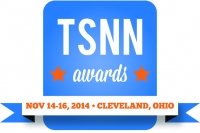 TSNN
awards
NOV 14-16, 2014 • CLEVELAND, OHIO